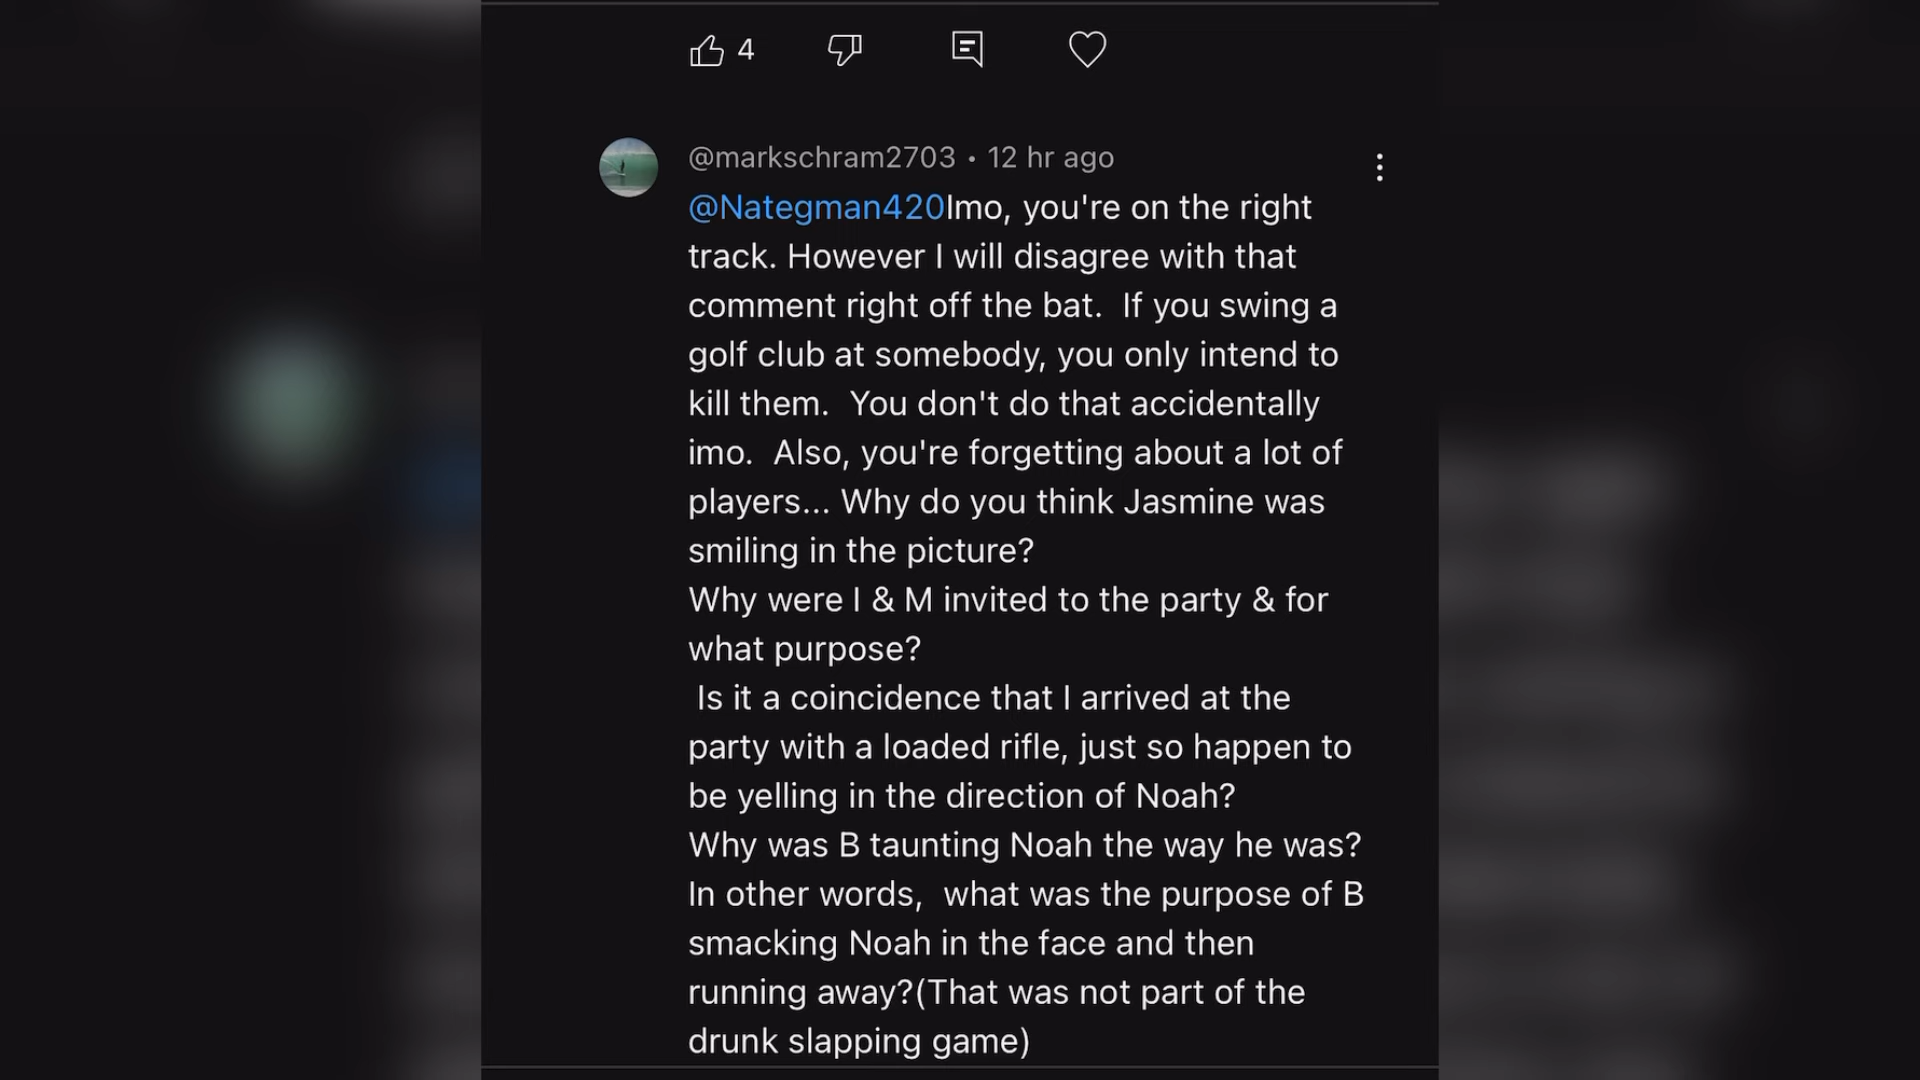 4
@markschram2703 • 12 hr ago
@Nategman420Imo, you're on the right
track. However I will disagree with that
comment right off the bat.  If you swing a
golf club at somebody, you only intend to
kill them.  You don't do that accidentally
imo.  Also, you're forgetting about a lot of
players... Why do you think Jasmine was
smiling in the picture?
Why were I & M invited to the party & for
what purpose?
Is it a coincidence that I arrived at the
party with a loaded rifle, just so happen to
be yelling in the direction of Noah?
Why was B taunting Noah the way he was?
In other words,  what was the purpose of B
smacking Noah in the face and then
running away?(That was not part of the
drunk slapping game)